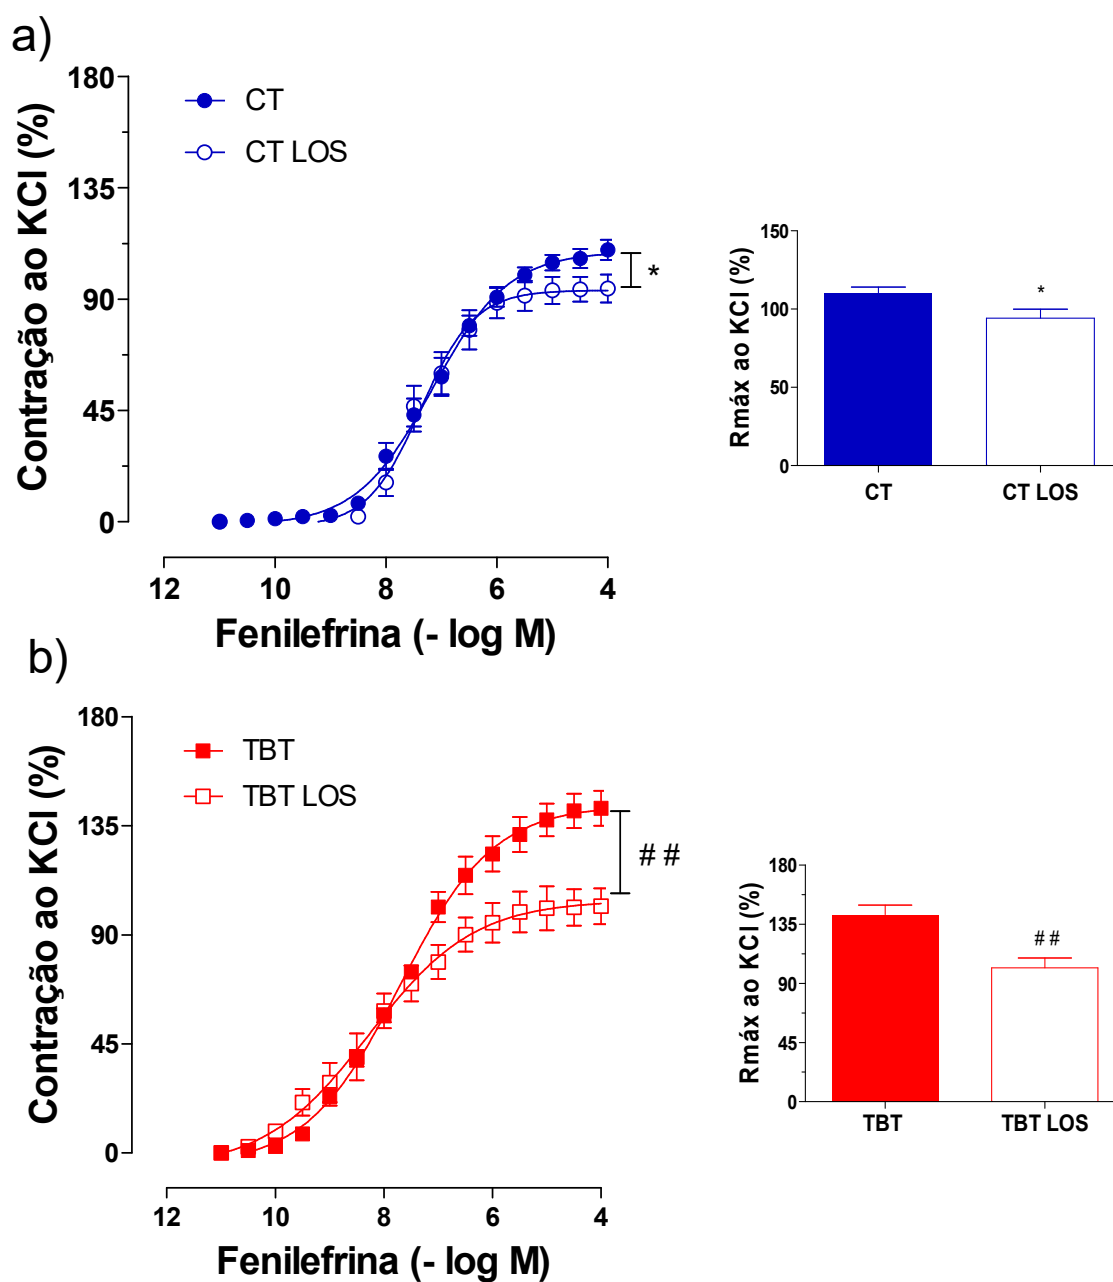 a)
180
135
90
45
0
Contração ao KCl (%)
CT
CT LOS
*
12
10
8
6
4
Fenilefrina (- log M)
150
100
50
0
Rmáx ao KCl (%)
*
CT
CT LOS
b)
180
135
90
45
0
Contração ao KCl (%)
TBT
TBT LOS
# #
12
10
8
6
4
Fenilefrina (- log M)
180
135
90
45
0
Rmáx ao KCl (%)
# #
TBT
TBT LOS